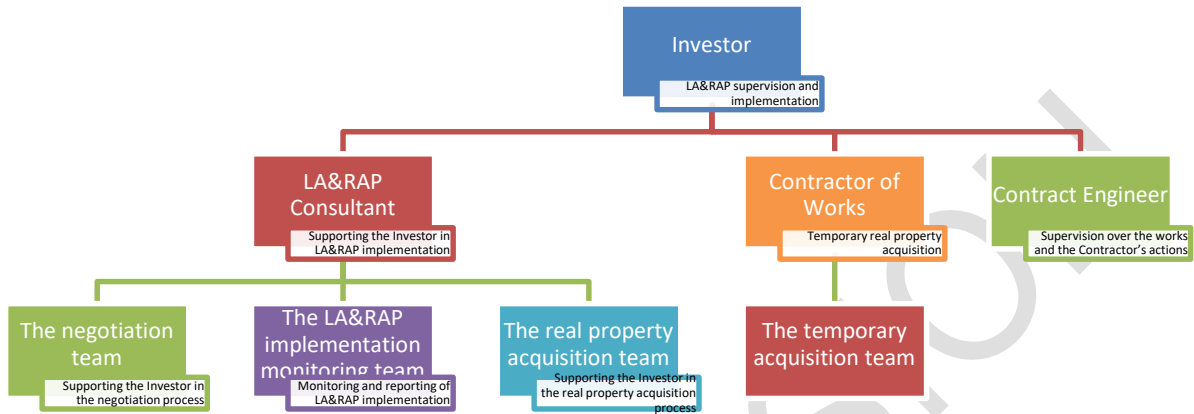 Investor
LA&RAP supervision and
implementation
LA&RAP
Consultant
Supporting the Investor in
LA&RAP implementation
Contractor of
Works
Temporary real property
acquisition
Contract Engineer
Supervision over the works
and the Contractor's actions
The negotiation
team
Supporting the Investor in
the negotiation process
The LA&RAP
implementation
monitoring team
Monitoring and reporting of
LA&RAP implementation
The real property
acquisition team
Supporting the Investor in
the real property acquisition
process
The temporary
acquisition team